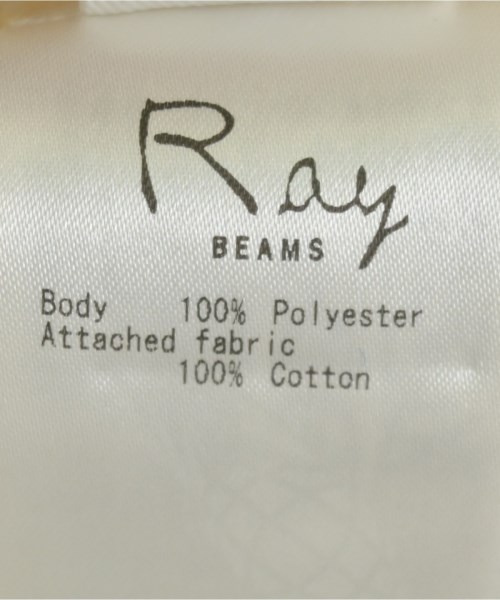 Ray
BEAMS
Body 100% Polyester
Attached fabric
100% Cotton